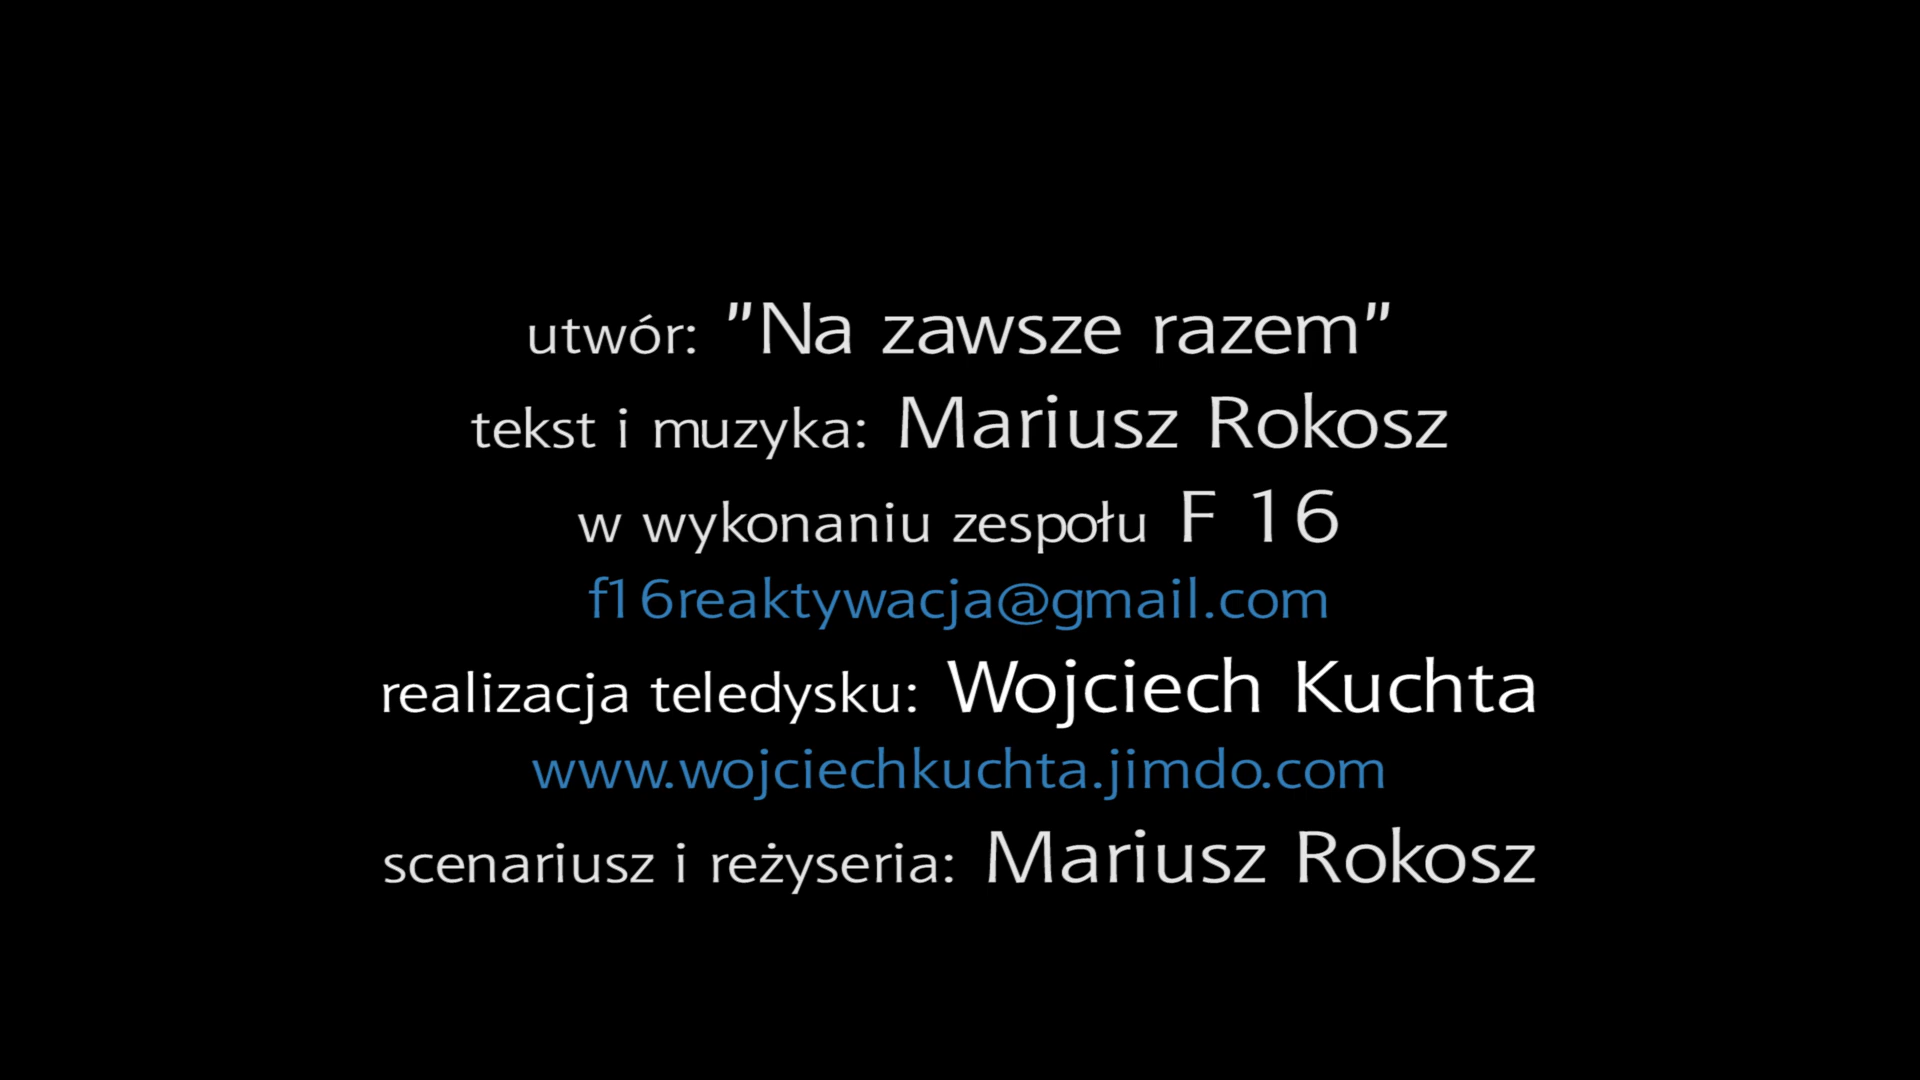 utwór: "Na zawsze razem"
tekst i muzyka: Mariusz Rokosz
w wykonaniu zespołu F 16
f16reaktywacja@gmail.com
realizacja teledysku: Wojciech Kuchta
www.wojciechkuchta.jimdo.com
scenariusz i reżyseria: Mariusz Rokosz